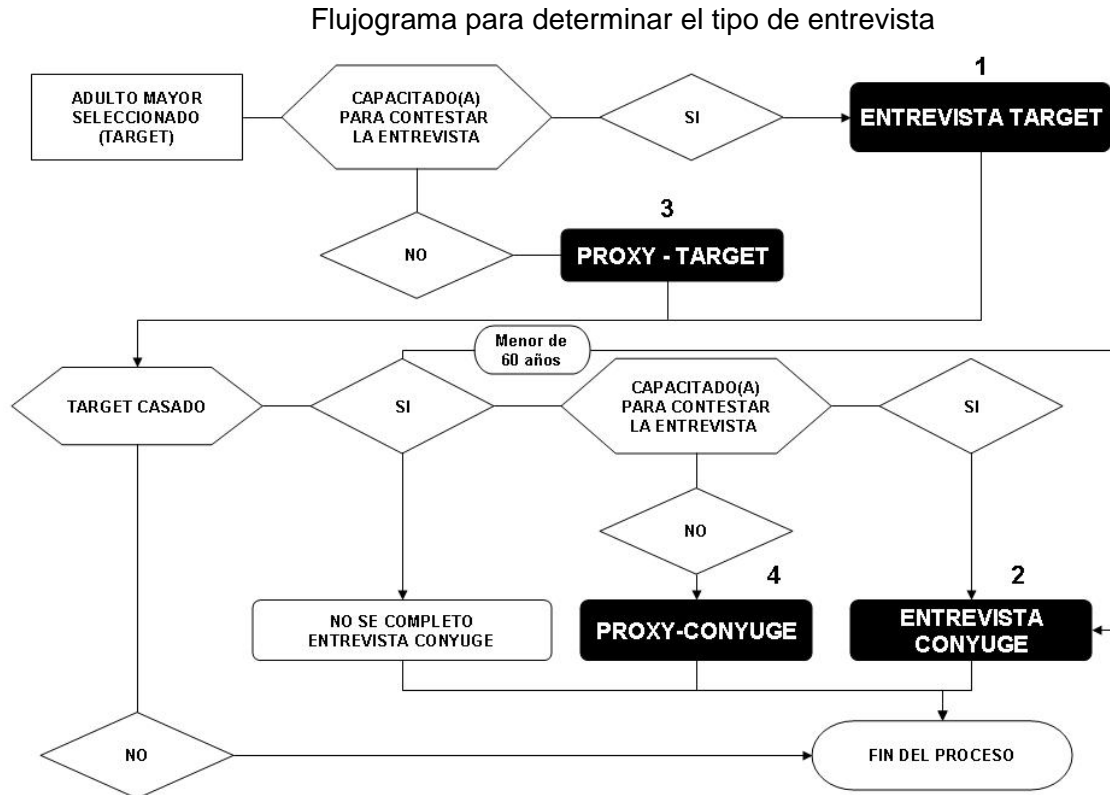 Flujograma para determinar el tipo de entrevista
ADULTO MAYOR
SELECCIONADO
(TARGET)
CAPACITADO(A)
PARA CONTESTAR
LA ENTREVISTA
SI
1
ENTREVISTA TARGET
NO
3
PROXY - TARGET
Menor de
60 años
TARGET CASADO
SI
CAPACITADO(A)
PARA CONTESTAR
LA ENTREVISTA
SI
NO
NO SE COMPLETO
ENTREVISTA CONYUGE
4
PROXY-CONYUGE
2
ENTREVISTA
CONYUGE
NO
FIN DEL PROCESO